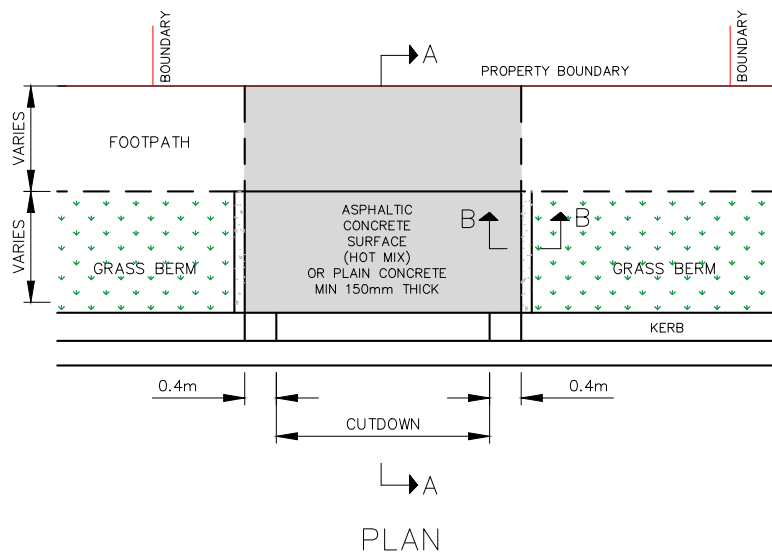 BOUNDARY
A
PROPERTY BOUNDARY
BOUNDARY
VARIES
FOOTPATH
VARIES
GRASS BERM
ASPHALTIC
CONCRETE
SURFACE
(HOT MIX)
OR PLAIN CONCRETE
MIN 150mm THICK
B
B
GRASS BERM
KERB
0.4m
0.4m
CUTDOWN
A
PLAN